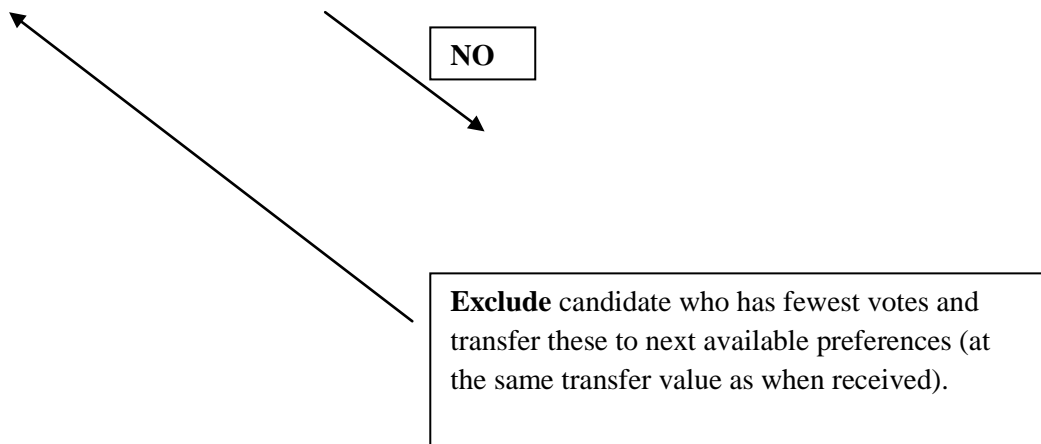 NO
Exclude candidate who has fewest votes and
transfer these to next available preferences (at
the same transfer value as when received).